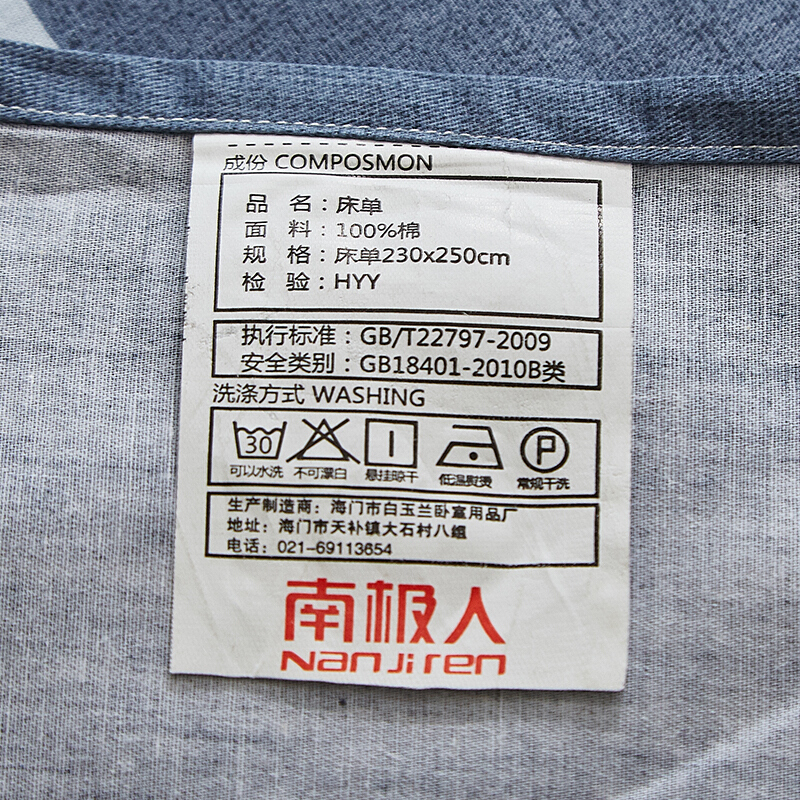 成份 COMPOSMON
品 名：床单
面 料：100%棉
规 格：床单230x250cm
检 验：HYY
执行标准：GB/T22797-2009
安全类别：GB18401-2010B类
洗涤方式 WASHING
30 P
可以水洗 不可漂白 悬挂晾干 低温熨烫 常规干洗
生产制造商：海门市白玉兰卧室用品厂
地址：海门市天补镇大石村八组
电话：021-69113654
南极人
Nanjiren